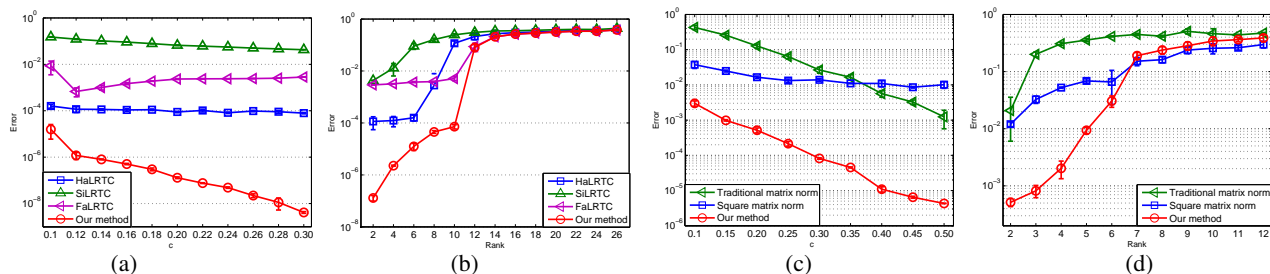 10^0
10^-2
10^-4
10^-6
10^-8
Error
0.1 0.12 0.14 0.16 0.18 0.20 0.22 0.24 0.26 0.28 0.30
c
HaLRTC
SiLRTC
FaLRTC
Our method
(a)
10^0
10^-2
10^-4
10^-6
10^-8
Error
2 4 6 8 10 12 14 16 18 20 22 24 26
Rank
HaLRTC
SiLRTC
FaLRTC
Our method
(b)
10^0
10^-1
10^-2
10^-3
10^-4
10^-5
10^-6
Error
0.1 0.15 0.20 0.25 0.30 0.35 0.40 0.45 0.50
c
Traditional matrix norm
Square matrix norm
Our method
(c)
10^0
10^-1
10^-2
10^-3
Error
2 3 4 5 6 7 8 9 10 11 12
Rank
Traditional matrix norm
Square matrix norm
Our method
(d)